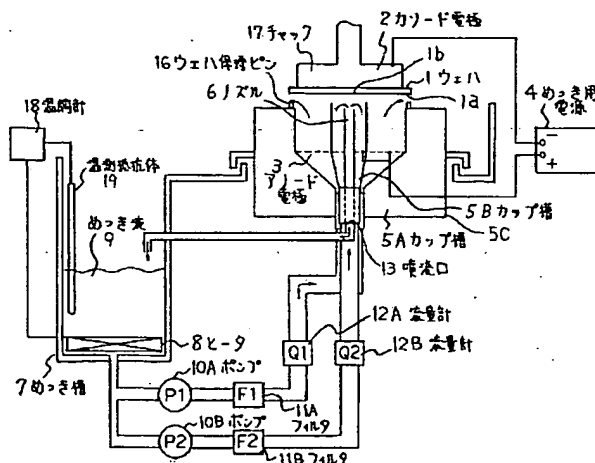 17チャック
2カソード電極
16ウェハ保持ピン
1b
1ウェハ
6ノズル
1a
4めっき用
電源
−
+
18温調計
温測抵抗体
19
3
アノード
電極
めっき液
9
5Bカップ槽
5C
5Aカップ槽
13噴流口
12A流量計
8ヒータ
Q1
Q2
12B流量計
7めっき槽
10Aポンプ
P1
F1
11A
フィルタ
10Bポンプ
P2
F2
11Bフィルタ